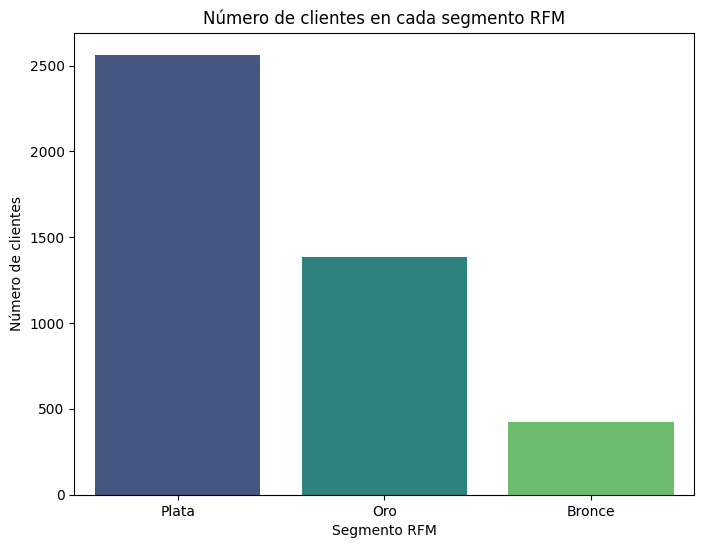 Número de clientes en cada segmento RFM
Número de clientes
2500
2000
1500
1000
500
0
Plata
Oro
Bronce
Segmento RFM